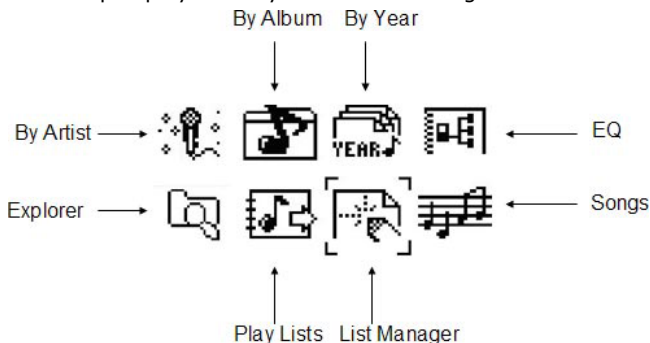 By Album By Year
By Artist
YEAR
EQ
Explorer
Songs
Play Lists List Manager